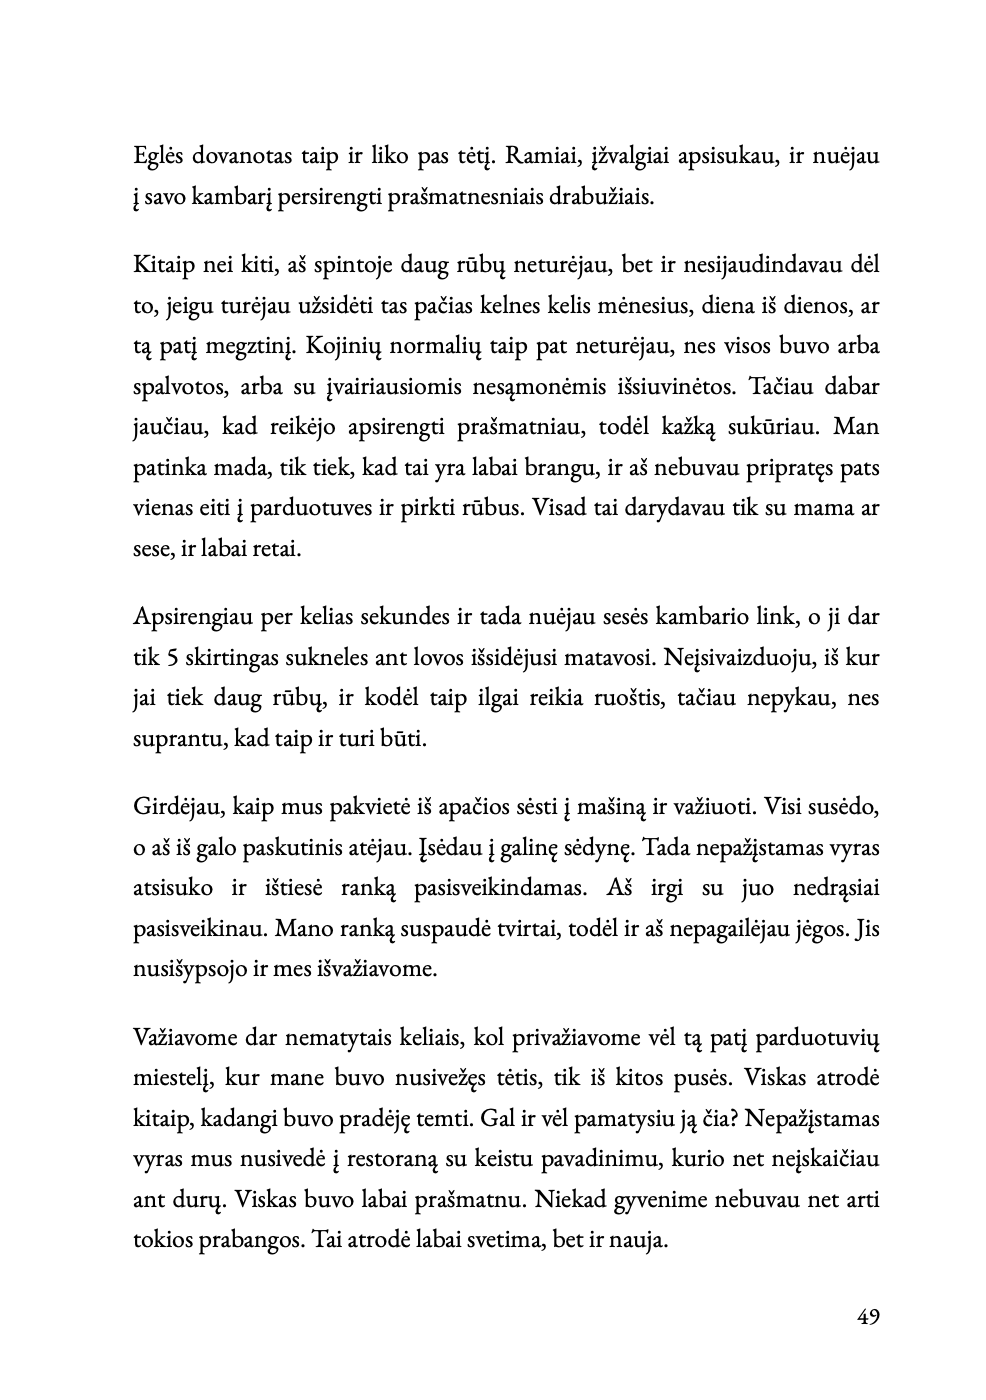 Eglės dovanotas taip ir liko pas tėtį. Ramiai, įžvalgiai apsisukau, ir nuėjau
į savo kambarį persirengti prašmatnesniais drabužiais.
Kitaip nei kiti, aš spintoje daug rūbų neturėjau, bet ir nesijaudindavau dėl
to, jeigu turėjau užsidėti tas pačias kelnes kelis mėnesius, diena iš dienos, ar
tą patį megztinį. Kojinių normalių taip pat neturėjau, nes visos buvo arba
spalvotos, arba su įvairiausiomis nesąmonėmis išsiuvinėtos. Tačiau dabar
jaučiau, kad reikėjo apsirengti prašmatniau, todėl kažką sukūriau. Man
patinka mada, tik tiek, kad tai yra labai brangu, ir aš nebuvau pripratęs pats
vienas eiti į parduotuves ir pirkti rūbus. Visad tai darydavau tik su mama ar
sese, ir labai retai.
Apsirengiau per kelias sekundes ir tada nuėjau sesės kambario link, o ji dar
tik 5 skirtingas sukneles ant lovos išsidėjusi matavosi. Neįsivaizduoju, iš kur
jai tiek daug rūbų, ir kodėl taip ilgai reikia ruoštis, tačiau nepykau, nes
suprantu, kad taip ir turi būti.
Girdėjau, kaip mus pakvietė iš apačios sėsti į mašiną ir važiuoti. Visi susėdo,
o aš iš galo paskutinis atėjau. Įsėdau į galinę sėdynę. Tada nepažįstamas vyras
atsisuko ir ištiesė ranką pasisveikindamas. Aš irgi su juo nedrąsiai
pasisveikinau. Mano ranką suspaudė tvirtai, todėl ir aš nepagailėjau jėgos. Jis
nusišypsojo ir mes išvažiavome.
Važiavome dar nematytais keliais, kol privažiavome vėl tą patį parduotuvių
miestelį, kur mane buvo nusivežęs tėtis, tik iš kitos pusės. Viskas atrodė
kitaip, kadangi buvo pradėję temti. Gal ir vėl pamatysiu ją čia? Nepažįstamas
vyras mus nusivedė į restoraną su keistu pavadinimu, kurio net neįskaičiau
ant durų. Viskas buvo labai prašmatnu. Niekad gyvenime nebuvau net arti
tokios prabangos. Tai atrodė labai svetima, bet ir nauja.
49